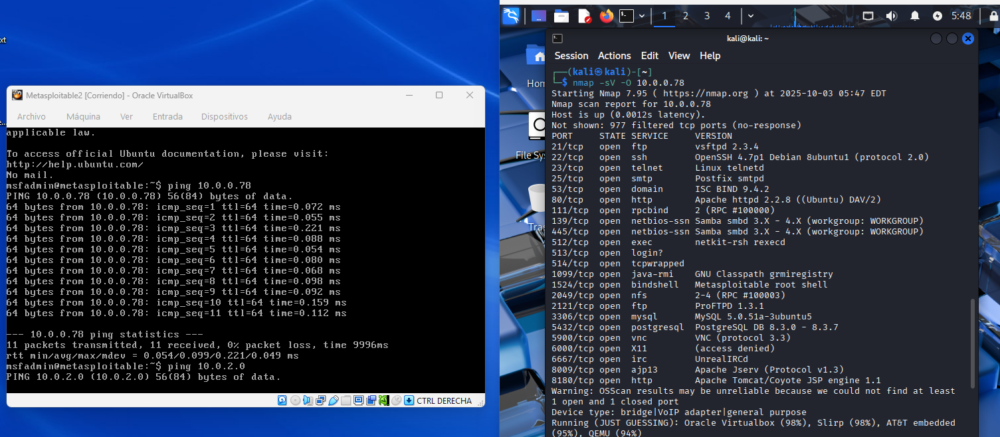 xt
e...
Metasploitable2 [Corriendo] - Oracle VirtualBox
Archivo Máquina Ver Entrada Dispositivos Ayuda
applicable law.
To access official Ubuntu documentation, please visit:
http://help.ubuntu.com/
No mail.
msfadmin@metasploitable:~$ ping 10.0.0.78
PING 10.0.0.78 (10.0.0.78) 56(84) bytes of data.
64 bytes from 10.0.0.78: icmp_seq=1 ttl=64 time=0.072 ms
64 bytes from 10.0.0.78: icmp_seq=2 ttl=64 time=0.055 ms
64 bytes from 10.0.0.78: icmp_seq=3 ttl=64 time=0.221 ms
64 bytes from 10.0.0.78: icmp_seq=4 ttl=64 time=0.088 ms
64 bytes from 10.0.0.78: icmp_seq=5 ttl=64 time=0.054 ms
64 bytes from 10.0.0.78: icmp_seq=6 ttl=64 time=0.080 ms
64 bytes from 10.0.0.78: icmp_seq=7 ttl=64 time=0.068 ms
64 bytes from 10.0.0.78: icmp_seq=8 ttl=64 time=0.098 ms
64 bytes from 10.0.0.78: icmp_seq=9 ttl=64 time=0.092 ms
64 bytes from 10.0.0.78: icmp_seq=10 ttl=64 time=0.159 ms
64 bytes from 10.0.0.78: icmp_seq=11 ttl=64 time=0.112 ms
--- 10.0.0.78 ping statistics ---
11 packets transmitted, 11 received, 0% packet loss, time 9996ms
rtt min/avg/max/mdev = 0.054/0.099/0.221/0.049 ms
msfadmin@metasploitable:~$ ping 10.0.2.0
PING 10.0.2.0 (10.0.2.0) 56(84) bytes of data.
CTRL DERECHA
1 2 3 4 5:48
Hom
File Sys
Tras
kali@kali: ~
Session Actions Edit View Help
┌──(kali㉿kali)-[~]
└─$ nmap -sV -O 10.0.0.78
Starting Nmap 7.95 ( https://nmap.org ) at 2025-10-03 05:47 EDT
Nmap scan report for 10.0.0.78
Host is up (0.0012s latency).
Not shown: 977 filtered tcp ports (no-response)
PORT STATE SERVICE VERSION
21/tcp open ftp vsftpd 2.3.4
22/tcp open ssh OpenSSH 4.7p1 Debian 8ubuntu1 (protocol 2.0)
23/tcp open telnet Linux telnetd
25/tcp open smtp Postfix smtpd
53/tcp open domain ISC BIND 9.4.2
80/tcp open http Apache httpd 2.2.8 ((Ubuntu) DAV/2)
111/tcp open rpcbind 2 (RPC #100000)
139/tcp open netbios-ssn Samba smbd 3.X - 4.X (workgroup: WORKGROUP)
445/tcp open netbios-ssn Samba smbd 3.X - 4.X (workgroup: WORKGROUP)
512/tcp open exec netkit-rsh rexecd
513/tcp open login?
514/tcp open tcpwrapped
1099/tcp open java-rmi GNU Classpath grmiregistry
1524/tcp open bindshell Metasploitable root shell
2049/tcp open nfs 2-4 (RPC #100003)
2121/tcp open ftp ProFTPD 1.3.1
3306/tcp open mysql MySQL 5.0.51a-3ubuntu5
5432/tcp open postgresql PostgreSQL DB 8.3.0 - 8.3.7
5900/tcp open vnc VNC (protocol 3.3)
6000/tcp open X11 (access denied)
6667/tcp open irc UnrealIRCd
8009/tcp open ajp13 Apache Jserv (Protocol v1.3)
8180/tcp open http Apache Tomcat/Coyote JSP engine 1.1
Warning: OSScan results may be unreliable because we could not find at least
1 open and 1 closed port
Device type: bridge|VoIP adapter|general purpose
Running (JUST GUESSING): Oracle Virtualbox (98%), Slirp (98%), AT&T embedded
(95%), QEMU (94%)